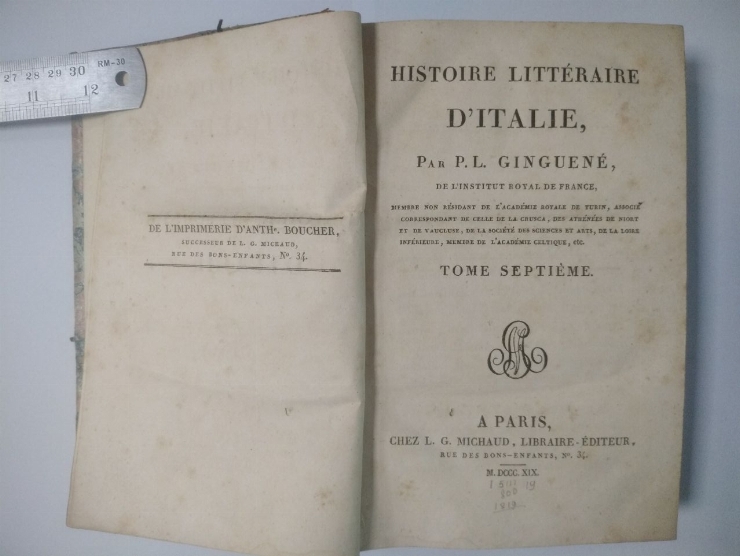 27 28 29 30 RM-30
11 12
DE L'IMPRIMERIE D'ANTHe. BOUCHER,
SUCCESSEUR DE L. G. MICHAUD,
RUE DES BONS-ENFANTS, No. 34.
HISTOIRE LITTÉRAIRE
D'ITALIE,
PAR P. L. GINGUENÉ,
DE L'INSTITUT ROYAL DE FRANCE,
MEMBRE NON RÉSIDANT DE L'ACADÉMIE ROYALE DE TURIN, ASSOCIÉ
CORRESPONDANT DE CELLE DE LA CRUSCA, DES ATHÉNÉES DE NIORT
ET DE VAUCLUSE, DE LA SOCIÉTÉ DES SCIENCES ET ARTS, DE LA LOIRE
INFÉRIEURE, MEMBRE DE L'ACADÉMIE CELTIQUE, etc.
TOME SEPTIÈME.
A PARIS,
CHEZ L. G. MICHAUD, LIBRAIRE-ÉDITEUR,
RUE DES BONS-ENFANTS, No. 34.
M. DCCC. XIX.